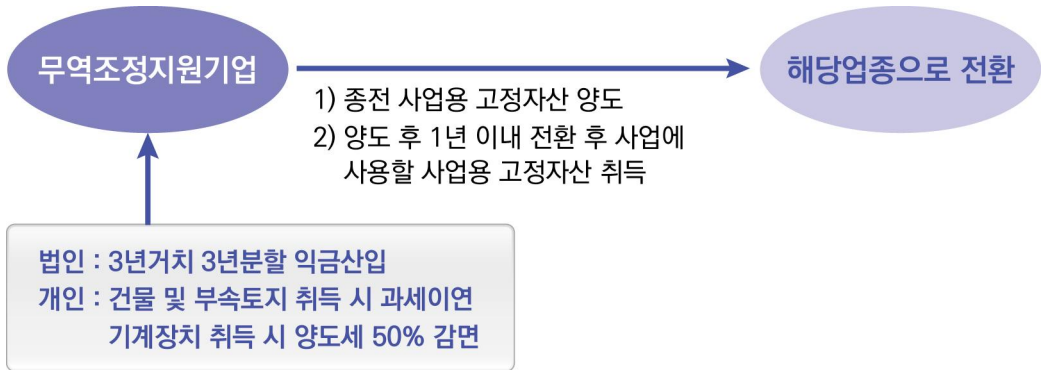 무역조정지원기업
해당업종으로 전환
1) 종전 사업용 고정자산 양도
2) 양도 후 1년 이내 전환 후 사업에
사용할 사업용 고정자산 취득
법인 : 3년거치 3년분할 익금산입
개인 : 건물 및 부속토지 취득 시 과세이연
기계장치 취득 시 양도세 50% 감면